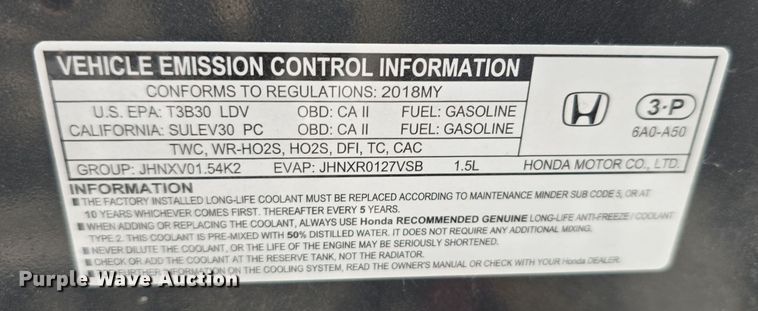 VEHICLE EMISSION CONTROL INFORMATION
CONFORMS TO REGULATIONS: 2018MY
U.S. EPA: T3B30 LDV OBD: CA II FUEL: GASOLINE
CALIFORNIA: SULEV30 PC OBD: CA II FUEL: GASOLINE
TWC, WR-HO2S, HO2S, DFI, TC, CAC
GROUP: JHNXV01.54K2 EVAP: JHNXR0127VSB 1.5L
3-P
6A0-A50
HONDA MOTOR CO., LTD.
INFORMATION
■ THE FACTORY INSTALLED LONG-LIFE COOLANT MUST BE REPLACED ACCORDING TO MAINTENANCE MINDER SUB CODE 5, OR AT
10 YEARS WHICHEVER COMES FIRST. THEREAFTER EVERY 5 YEARS.
■ WHEN ADDING OR REPLACING THE COOLANT, ALWAYS USE Honda RECOMMENDED GENUINE LONG-LIFE ANTI-FREEZE / COOLANT
TYPE 2. THIS COOLANT IS PRE-MIXED WITH 50% DISTILLED WATER. IT DOES NOT REQUIRE ANY ADDITIONAL MIXING.
■ NEVER DILUTE THE COOLANT, OR THE LIFE OF THE ENGINE MAY BE SERIOUSLY SHORTENED.
■ CHECK AND ADD COOLANT AT THE RESERVE TANK, NOT THE RADIATOR.
FURTHER INFORMATION ON THE COOLING SYSTEM, READ THE OWNER'S MANUAL OR CHECK WITH YOUR Honda DEALER.
Purple Wave Auction